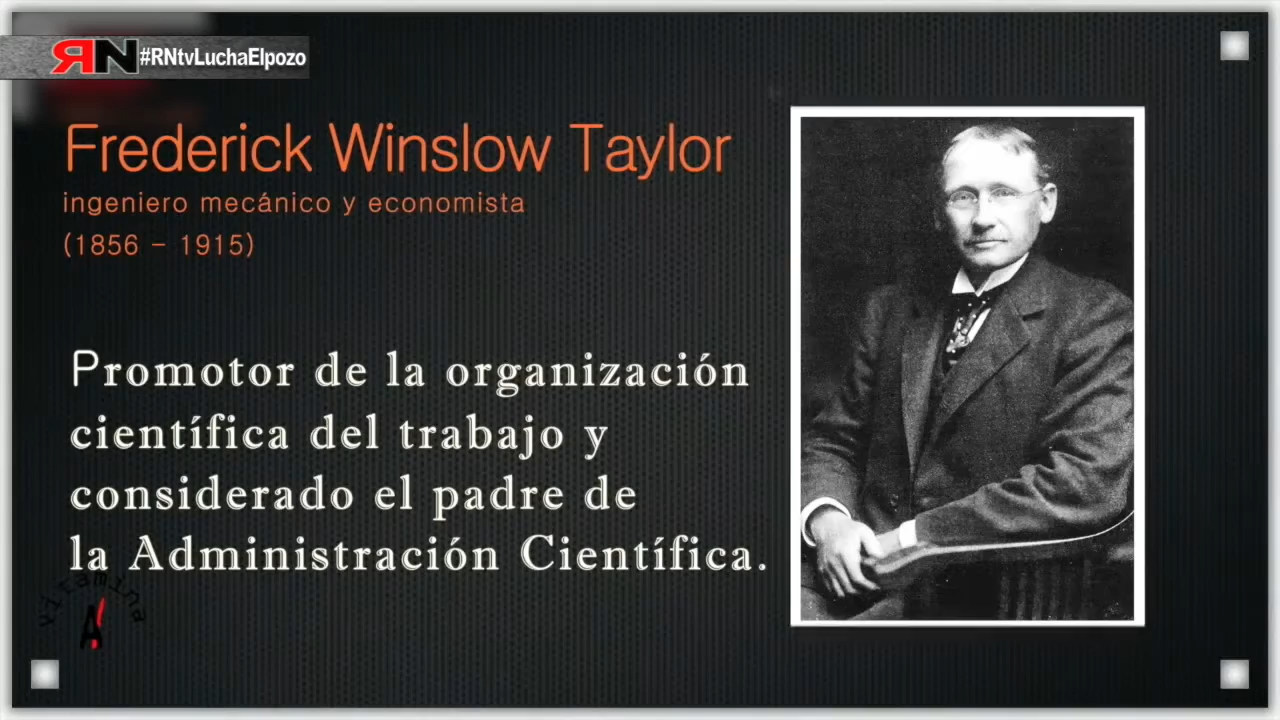 RN #RNtvLuchaElpozo
Frederick Winslow Taylor
ingeniero mecánico y economista
(1856 - 1915)
Promotor de la organización
científica del trabajo y
considerado el padre de
la Administración Científica.
vitamina
A